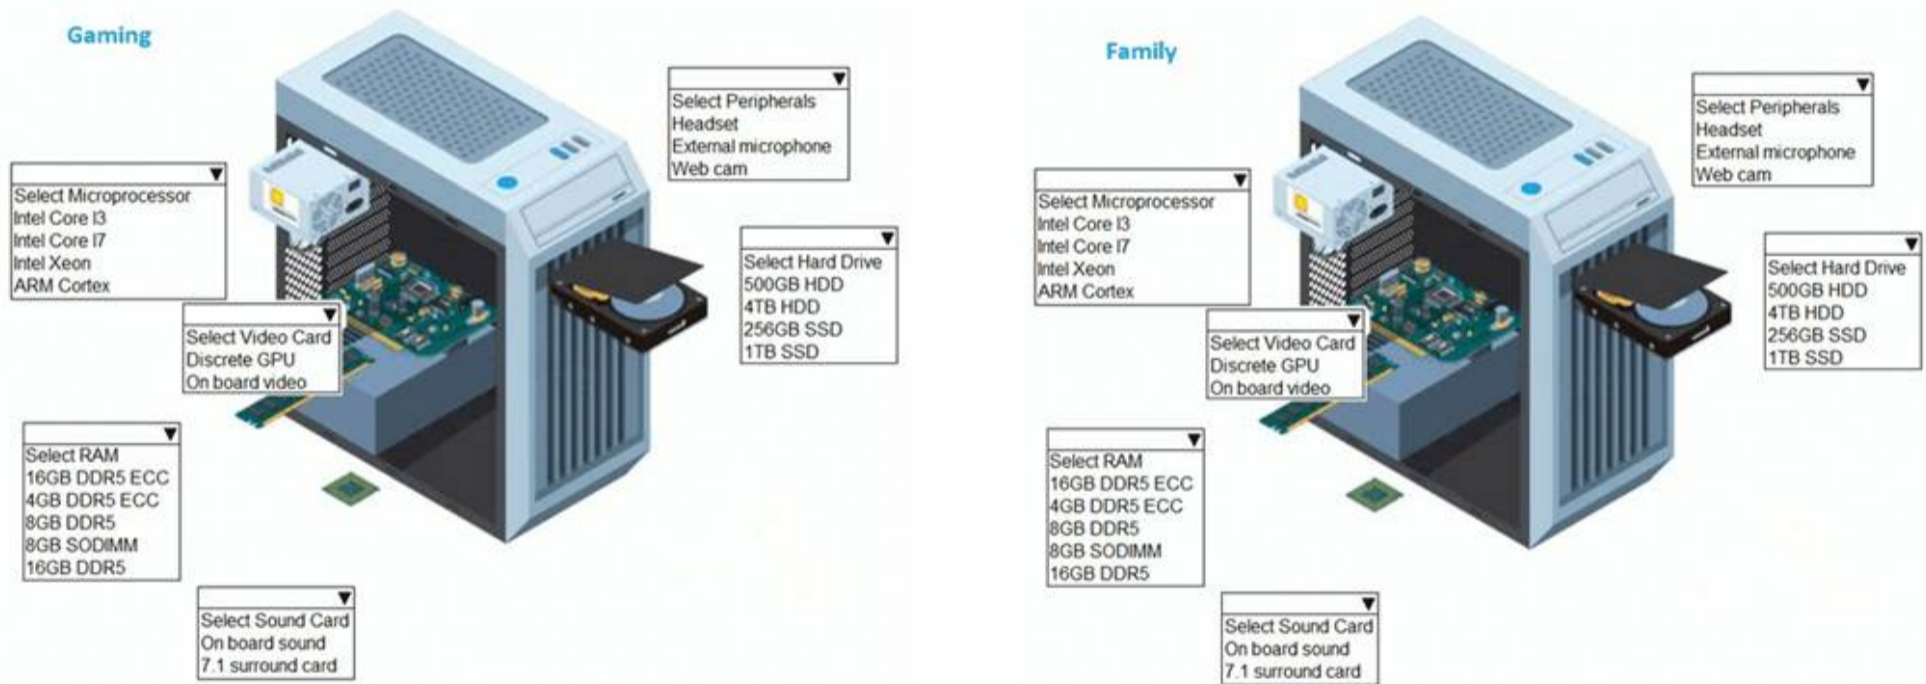 Gaming
Select Peripherals
Headset
External microphone
Web cam
Select Microprocessor
Intel Core I3
Intel Core I7
Intel Xeon
ARM Cortex
Select Hard Drive
500GB HDD
4TB HDD
256GB SSD
1TB SSD
Select Video Card
Discrete GPU
On board video
Select RAM
16GB DDR5 ECC
4GB DDR5 ECC
8GB DDR5
8GB SODIMM
16GB DDR5
Select Sound Card
On board sound
7.1 surround card
Family
Select Peripherals
Headset
External microphone
Web cam
Select Microprocessor
Intel Core I3
Intel Core I7
Intel Xeon
ARM Cortex
Select Hard Drive
500GB HDD
4TB HDD
256GB SSD
1TB SSD
Select Video Card
Discrete GPU
On board video
Select RAM
16GB DDR5 ECC
4GB DDR5 ECC
8GB DDR5
8GB SODIMM
16GB DDR5
Select Sound Card
On board sound
7.1 surround card